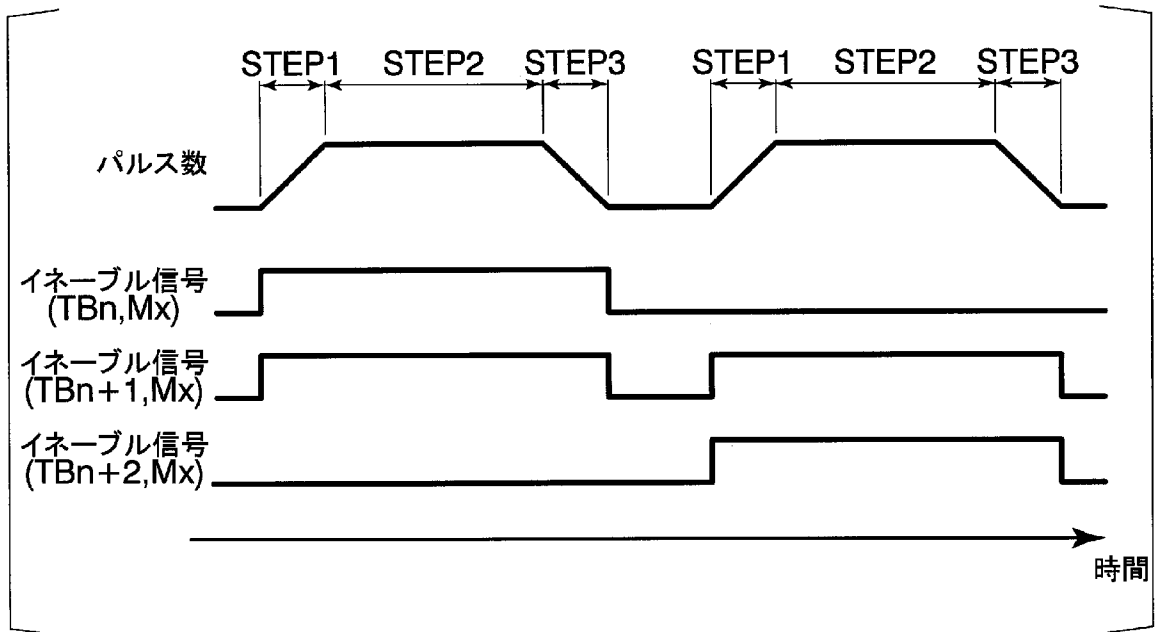 STEP1 STEP2 STEP3 STEP1 STEP2 STEP3
パルス数
イネーブル信号
(TBn,Mx)
イネーブル信号
(TBn+1,Mx)
イネーブル信号
(TBn+2,Mx)
時間